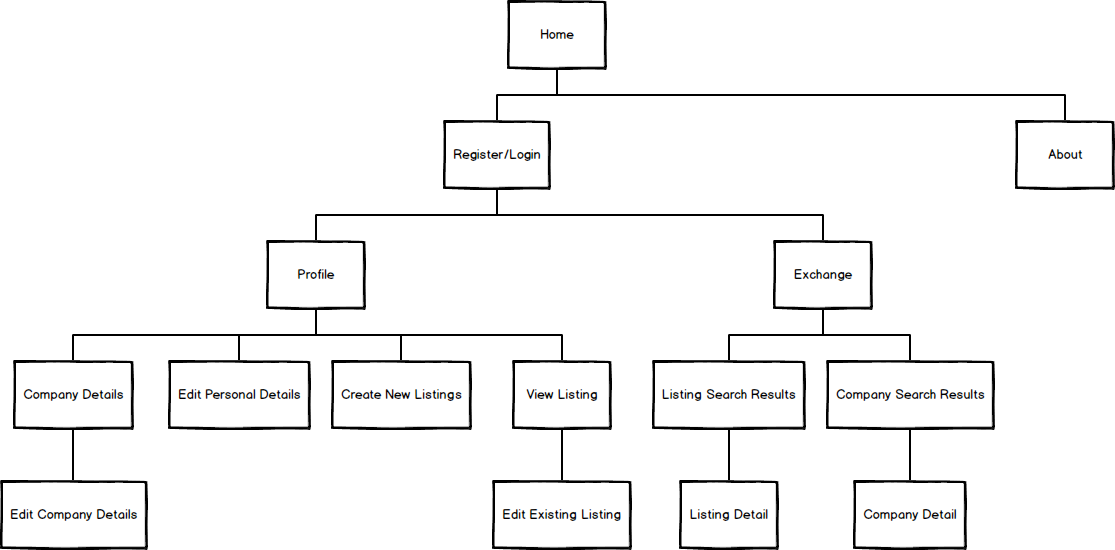 Home
Register/Login
About
Profile
Exchange
Company Details
Edit Personal Details
Create New Listings
View Listing
Listing Search Results
Company Search Results
Edit Company Details
Edit Existing Listing
Listing Detail
Company Detail